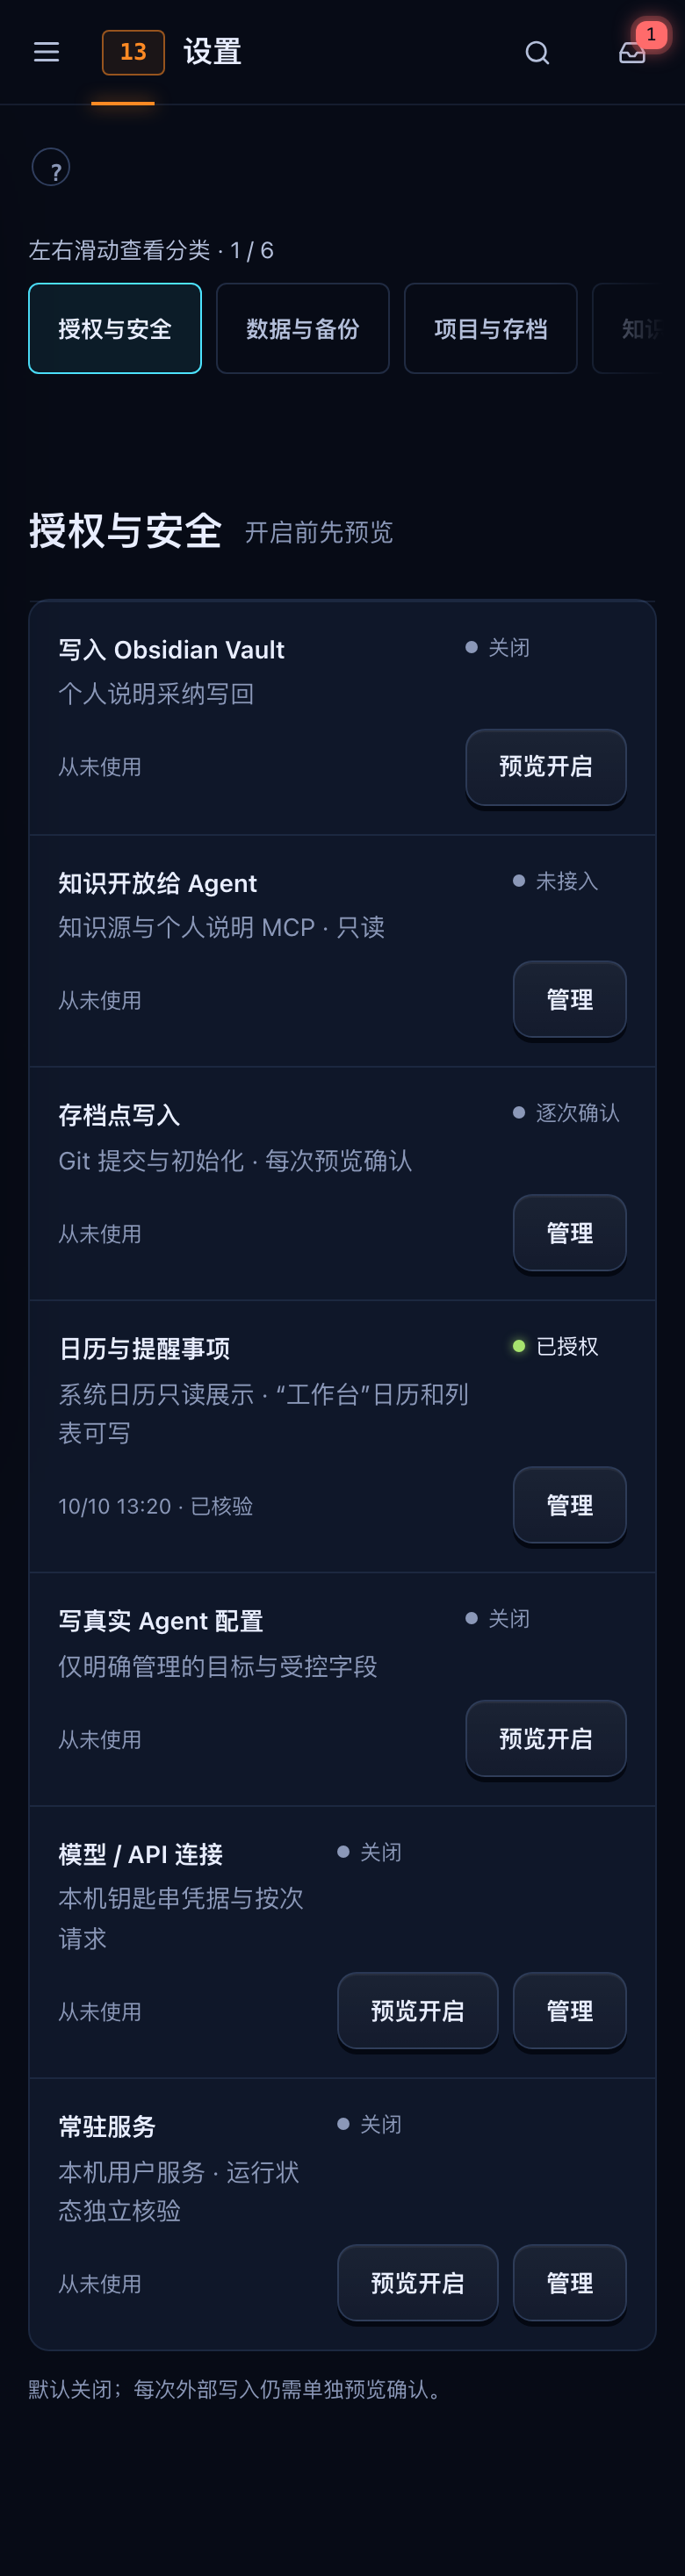 13 设置
1
?
左右滑动查看分类 · 1 / 6
授权与安全 数据与备份 项目与存档
授权与安全 开启前先预览
写入 Obsidian Vault 关闭
个人说明采纳写回
从未使用 预览开启
知识开放给 Agent 未接入
知识源与个人说明 MCP · 只读
从未使用 管理
存档点写入 逐次确认
Git 提交与初始化 · 每次预览确认
从未使用 管理
日历与提醒事项 已授权
系统日历只读展示 · “工作台”日历和列
表可写
10/10 13:20 · 已核验 管理
写真实 Agent 配置 关闭
仅明确管理的目标与受控字段
从未使用 预览开启
模型 / API 连接 关闭
本机钥匙串凭据与按次
请求
从未使用 预览开启 管理
常驻服务 关闭
本机用户服务 · 运行状
态独立核验
从未使用 预览开启 管理
默认关闭；每次外部写入仍需单独预览确认。